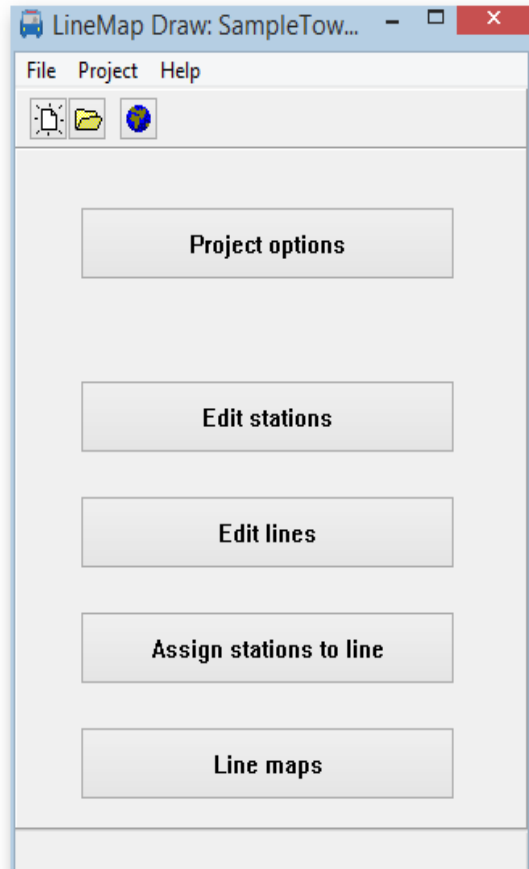 LineMap Draw: SampleTow...
File Project Help
Project options
Edit stations
Edit lines
Assign stations to line
Line maps